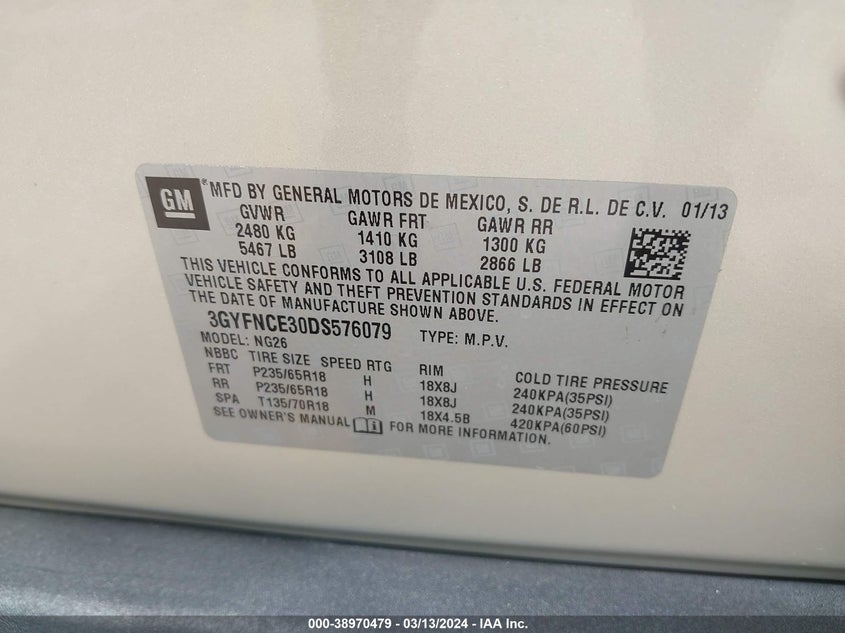 GM ® MFD BY GENERAL MOTORS DE MEXICO, S. DE R.L. DE C.V. 01/13
GVWR GAWR FRT GAWR RR
2480 KG 1410 KG 1300 KG
5467 LB 3108 LB 2866 LB
THIS VEHICLE CONFORMS TO ALL APPLICABLE U.S. FEDERAL MOTOR
VEHICLE SAFETY AND THEFT PREVENTION STANDARDS IN EFFECT ON
THE DATE OF MANUFACTURE SHOWN ABOVE.
3GYFNCE30DS576079 TYPE: M.P.V.
MODEL: NG26
NBBC TIRE SIZE SPEED RTG RIM COLD TIRE PRESSURE
FRT P235/65R18 H 18X8J 240KPA(35PSI)
RR P235/65R18 H 18X8J 240KPA(35PSI)
SPA T135/70R18 M 18X4.5B 420KPA(60PSI)
SEE OWNER'S MANUAL FOR MORE INFORMATION.
000-38970479 - 03/13/2024 - IAA Inc.